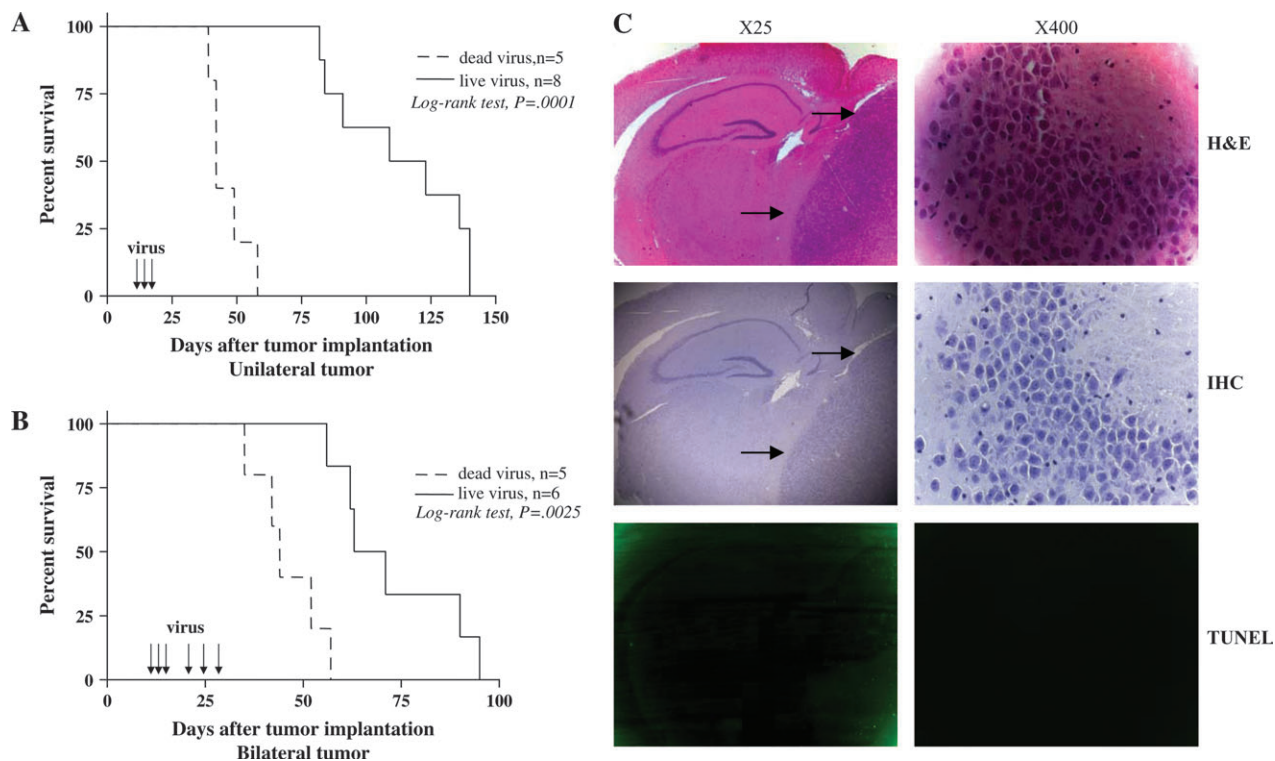 A
100
75
50
25
0
Percent survival
dead virus,n=5
live virus, n=8
Log-rank test, P=.0001
virus
0 25 50 75 100 125 150
Days after tumor implantation
Unilateral tumor
B
100
75
50
25
0
Percent survival
dead virus, n=5
live virus, n=6
Log-rank test, P=.0025
virus
0 25 50 75 100
Days after tumor implantation
Bilateral tumor
C
X25 X400
H&E
IHC
TUNEL